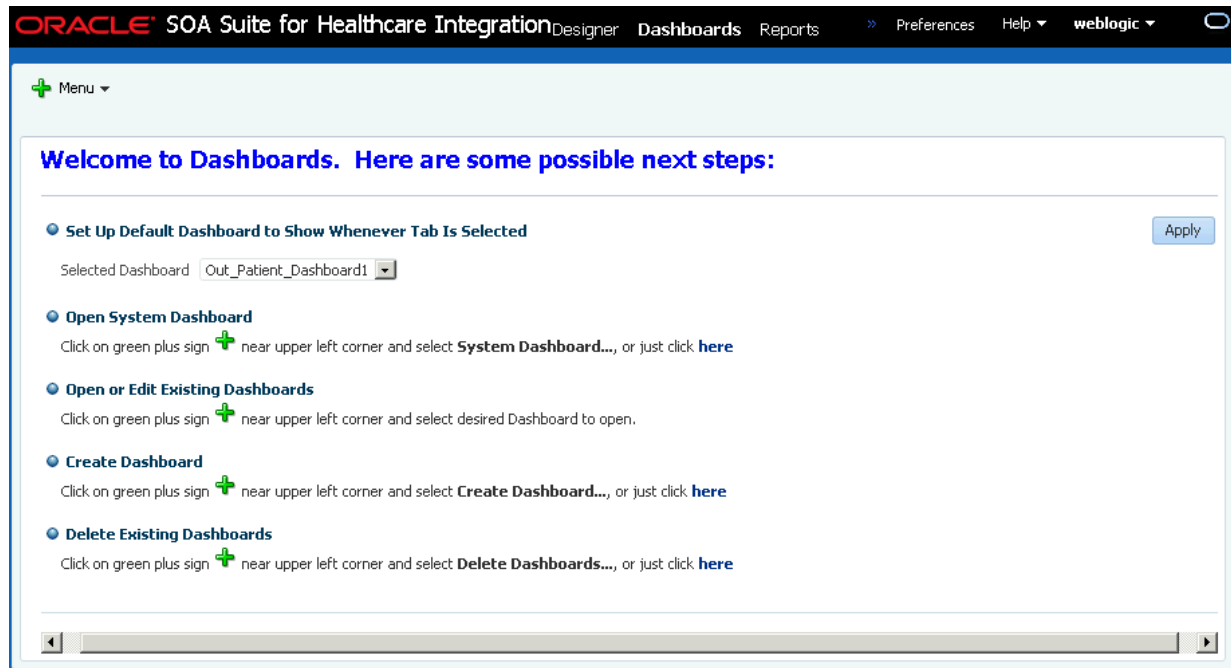 ORACLE SOA Suite for Healthcare Integration Designer Dashboards Reports » Preferences Help weblogic
Menu
Welcome to Dashboards. Here are some possible next steps:
Set Up Default Dashboard to Show Whenever Tab Is Selected
Apply
Selected Dashboard Out_Patient_Dashboard1
Open System Dashboard
Click on green plus sign near upper left corner and select System Dashboard..., or just click here
Open or Edit Existing Dashboards
Click on green plus sign near upper left corner and select desired Dashboard to open.
Create Dashboard
Click on green plus sign near upper left corner and select Create Dashboard..., or just click here
Delete Existing Dashboards
Click on green plus sign near upper left corner and select Delete Dashboards..., or just click here